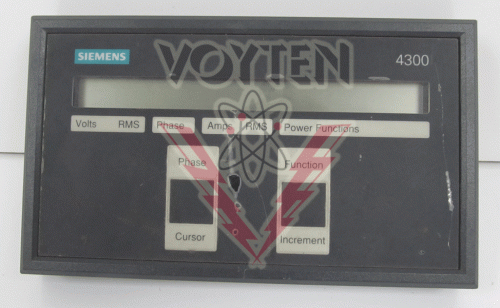 VOYTEN
SIEMENS 4300
Volts RMS Phase Amps RMS Power Functions
Phase Function
Cursor Increment